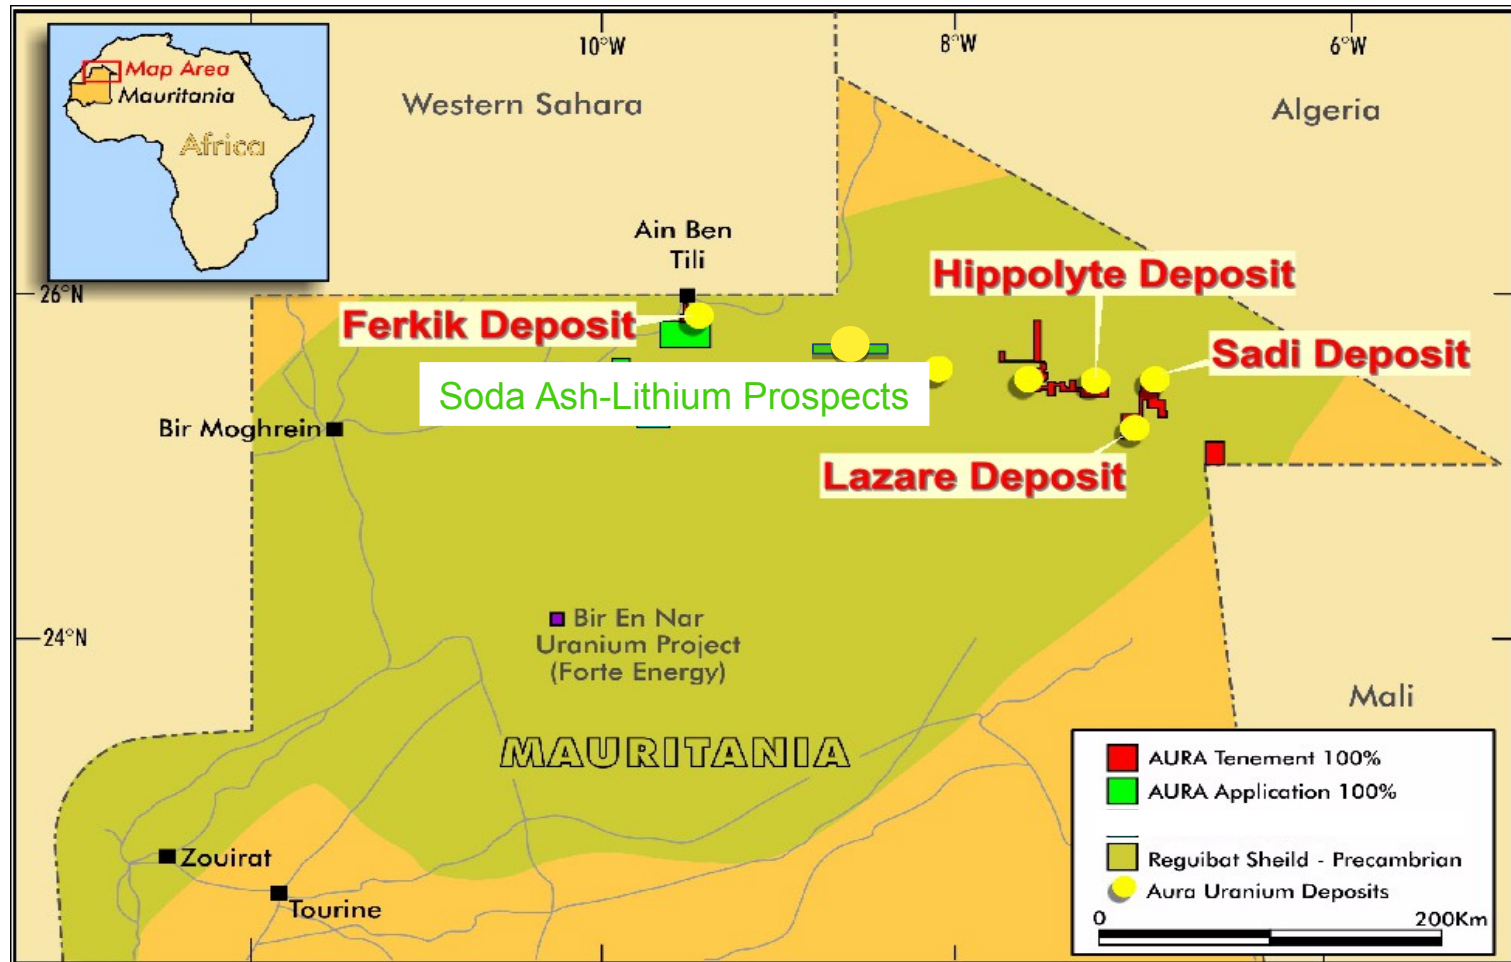 10°W
8°W
6°W
Map Area
Mauritania
Africa
Western Sahara
Algeria
Ain Ben
Tili
26°N
Hippolyte Deposit
Ferkik Deposit
Sadi Deposit
Soda Ash-Lithium Prospects
Bir Moghrein
Lazare Deposit
Bir En Nar
Uranium Project
(Forte Energy)
24°N
Mali
MAURITANIA
AURA Tenement 100%
AURA Application 100%
Reguibat Sheild - Precambrian
Aura Uranium Deposits
0
200Km
Zouirat
Tourine